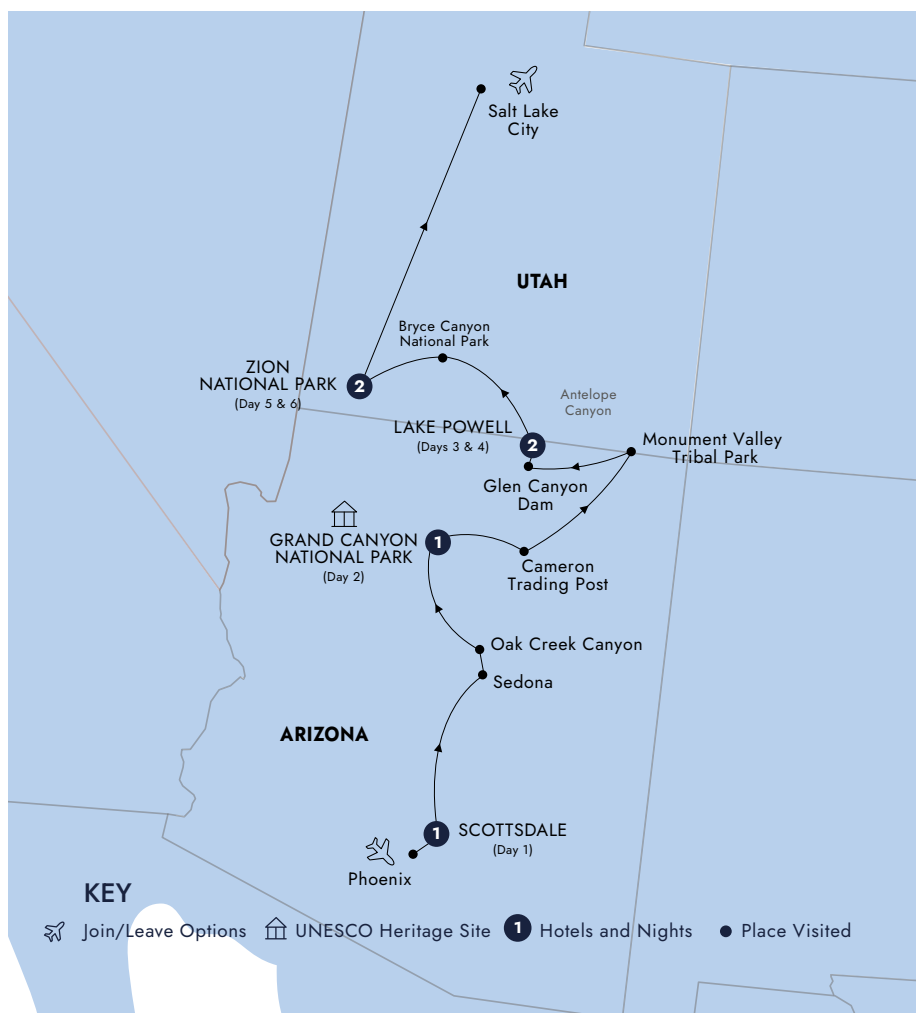 Salt Lake
City
UTAH
Bryce Canyon
National Park
ZION
NATIONAL PARK
(Day 5 & 6)
2
Antelope
Canyon
LAKE POWELL
(Days 3 & 4)
2
Monument Valley
Tribal Park
Glen Canyon
Dam
GRAND CANYON
NATIONAL PARK
(Day 2)
1
Cameron
Trading Post
Oak Creek Canyon
Sedona
ARIZONA
1
SCOTTSDALE
(Day 1)
Phoenix
KEY
Join/Leave Options
UNESCO Heritage Site
1
Hotels and Nights
Place Visited